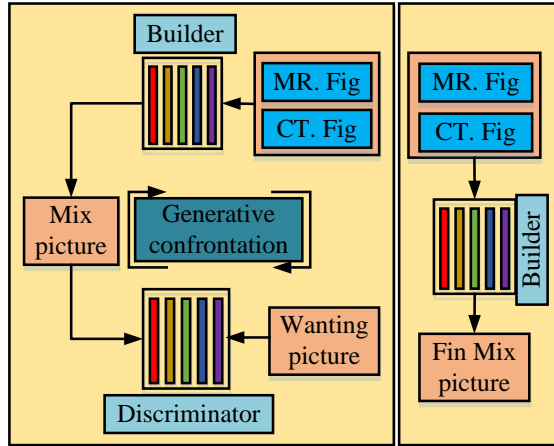 Builder
MR. Fig
CT. Fig
Mix
picture
Generative
confrontation
Wanting
picture
Discriminator
MR. Fig
CT. Fig
Builder
Fin Mix
picture